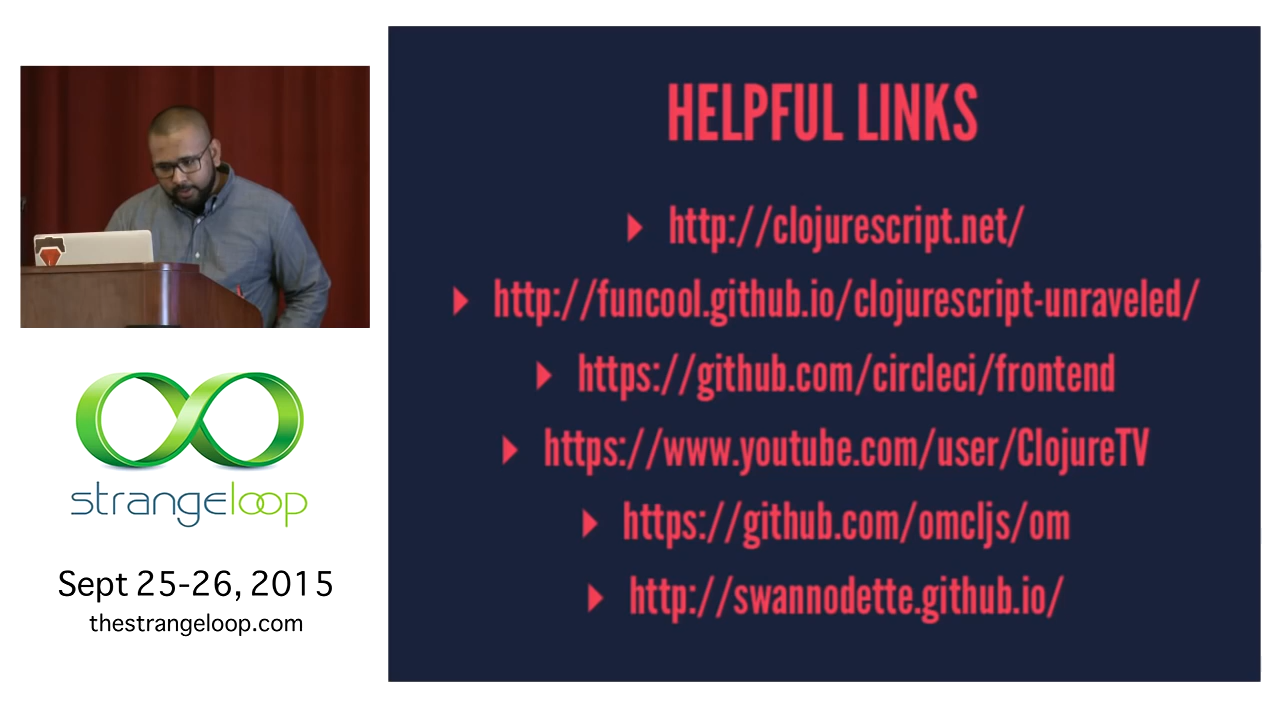 HELPFUL LINKS
http://clojurescript.net/
http://funcool.github.io/clojurescript-unraveled/
https://github.com/circleci/frontend
https://www.youtube.com/user/ClojureTV
https://github.com/omcljs/om
http://swannodette.github.io/
strangeloop
Sept 25-26, 2015
thestrangeloop.com